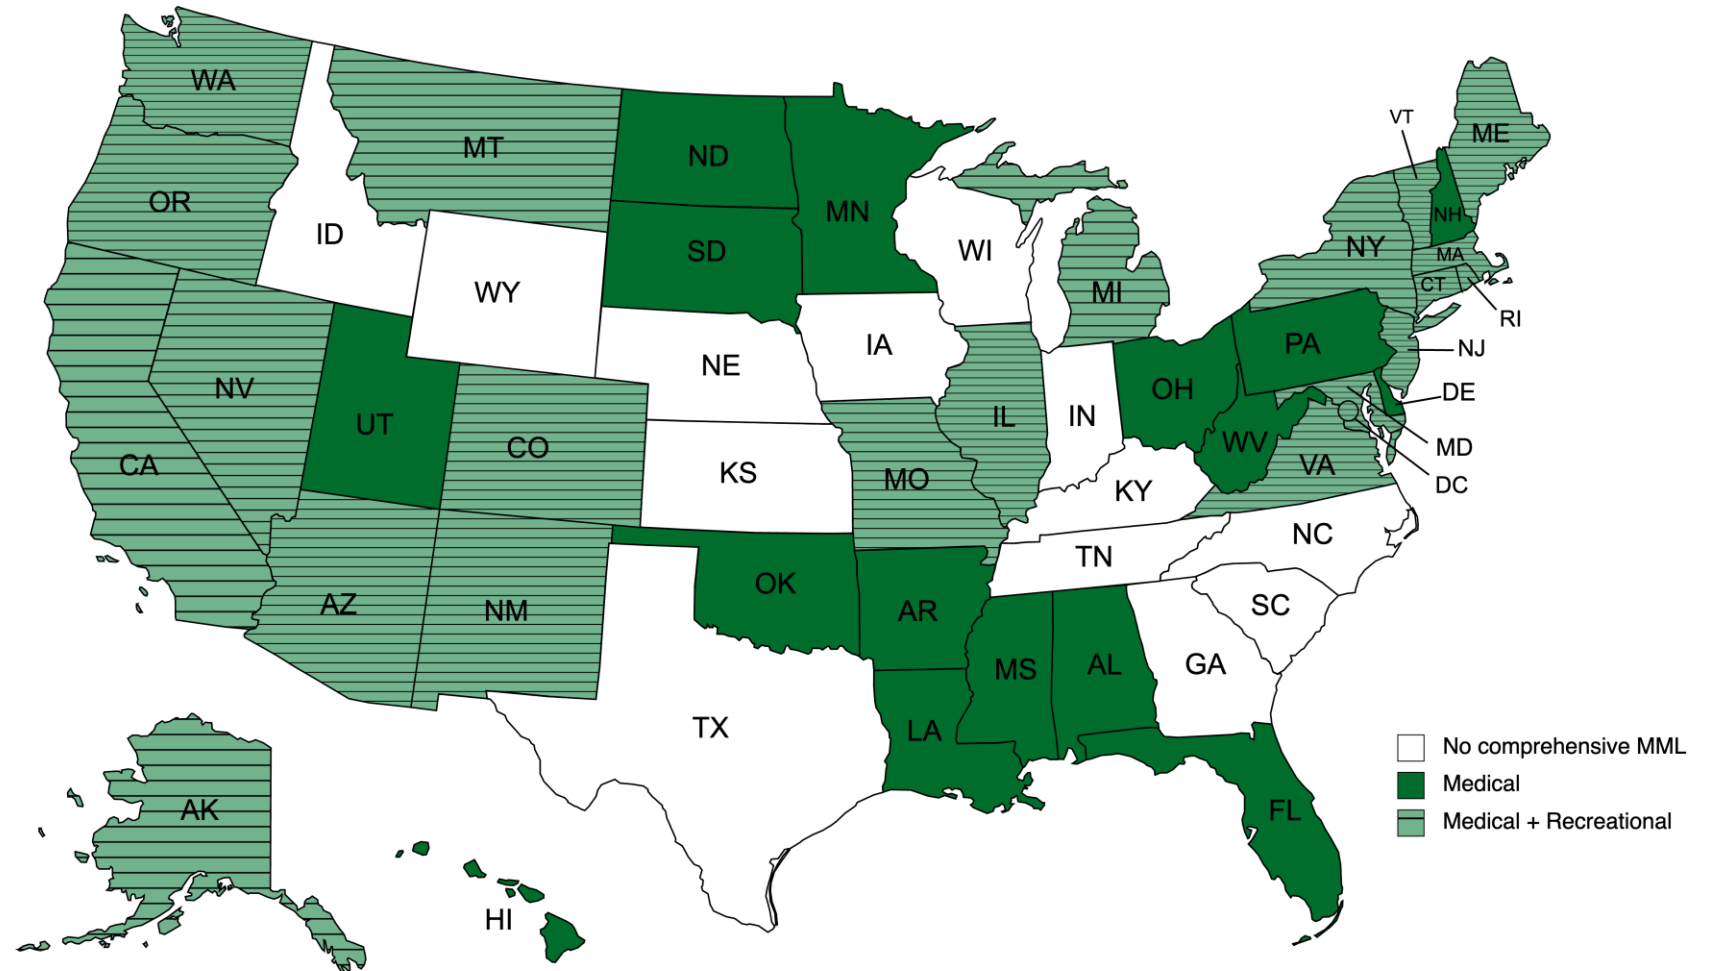 WA
MT
ND
MN
VT
ME
OR
ID
SD
WI
NY
NH
MA
WY
MI
CT
RI
NE
IA
PA
NJ
NV
UT
CO
IL
IN
OH
DE
CA
KS
MO
KY
WV
VA
MD
DC
AZ
NM
OK
AR
TN
NC
SC
TX
LA
MS
AL
GA
FL
AK
HI
No comprehensive MML
Medical
Medical + Recreational